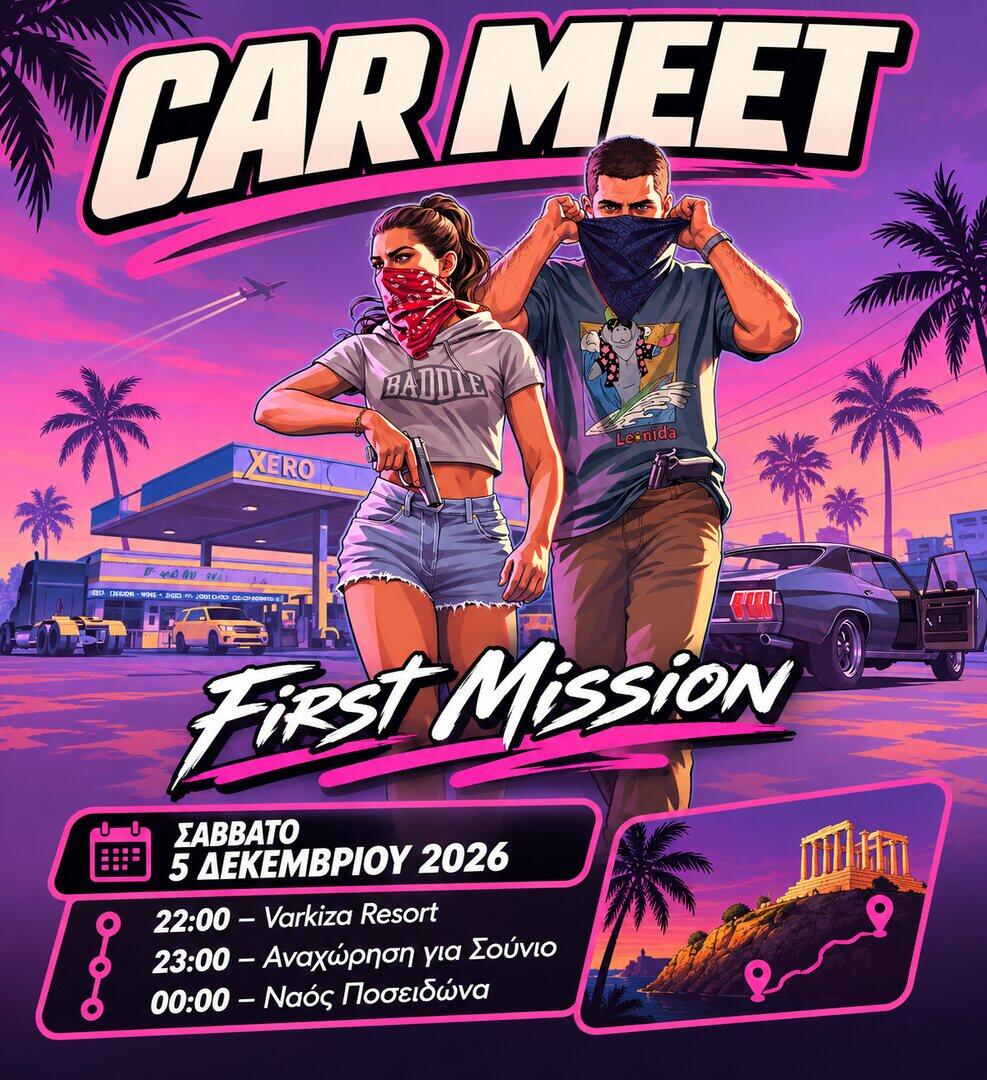 CAR MEET
BADDIE
Leonida
XERO
First Mission
ΣΑΒΒΑΤΟ
5 ΔΕΚΕΜΒΡΙΟΥ 2026
22:00 – Varkiza Resort
23:00 – Αναχώρηση για Σούνιο
00:00 – Ναός Ποσειδώνα